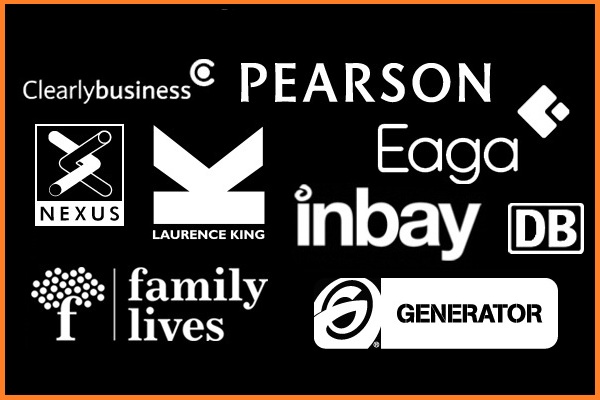 Clearlybusiness
PEARSON
Eaga
NEXUS
LAURENCE KING
inbay
DB
family
lives
f
GENERATOR
®